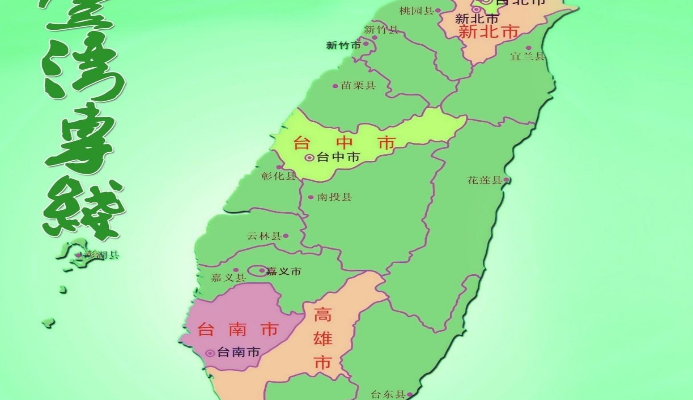 臺灣專綫
台北市
桃园县
新北市
新北市
新竹县
新竹市
宜兰县
苗栗县
台中市
台中市
彰化县
花莲县
南投县
云林县
澎湖县
嘉义县
嘉义市
台南市
高雄市
台南市
台东县